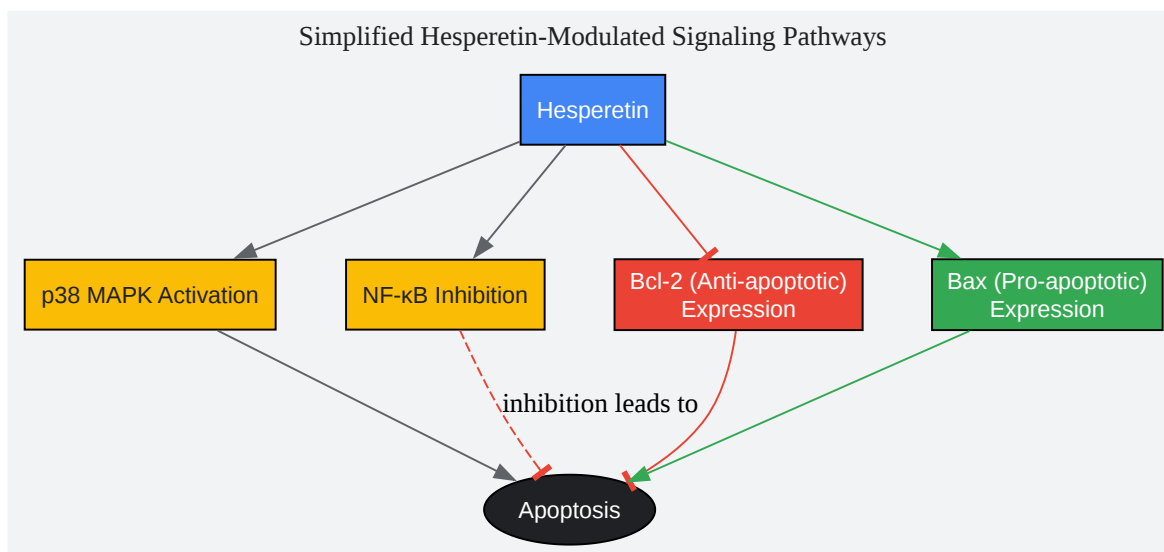 Simplified Hesperetin-Modulated Signaling Pathways
Hesperetin
p38 MAPK Activation
NF-κB Inhibition
Bcl-2 (Anti-apoptotic)
Expression
Bax (Pro-apoptotic)
Expression
inhibition leads to
Apoptosis